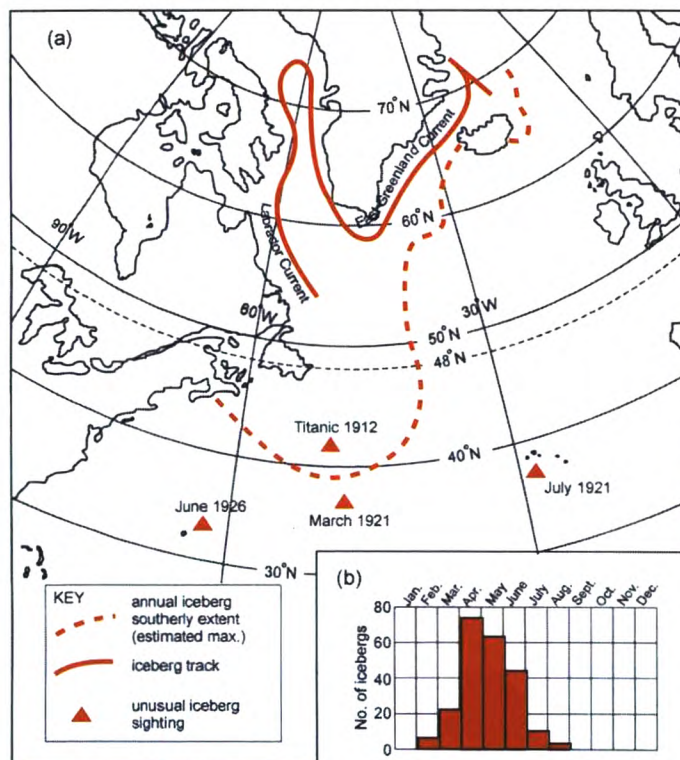 (a)
70°N
East Greenland Current
60°N
Labrador Current
90°W
60°W
30°W
50°N
48°N
Titanic 1912
40°N
July 1921
June 1926
March 1921
30°N
KEY
annual iceberg
southerly extent
(estimated max.)
iceberg track
unusual iceberg
sighting
(b)
Jan. Feb. Mar. Apr. May June July Aug. Sept. Oct. Nov. Dec.
No. of icebergs
80
60
40
20
0